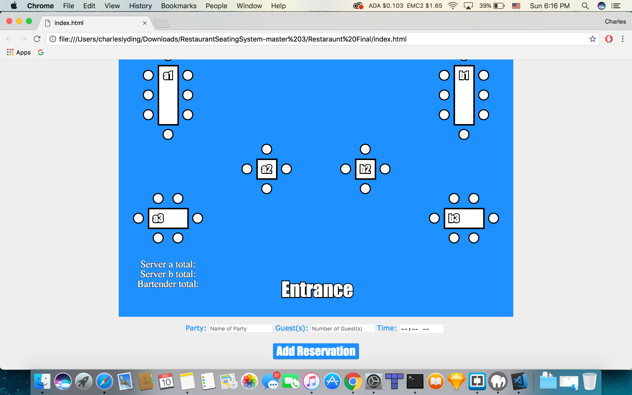 Chrome File Edit View History Bookmarks People Window Help ADA $0.103 EMC2 $1.65 39% Sun 6:16 PM
index.html Charles
file:///Users/charleslyding/Downloads/RestaurantSeatingSystem-master%203/Restaraunt%20Final/index.html
Apps
a1 b1
a2 b2
a3 b3
Server a total:
Server b total:
Bartender total:
Entrance
Party: Name of Party Guest(s): Number of Guest(s) Time: --:-- --
Add Reservation